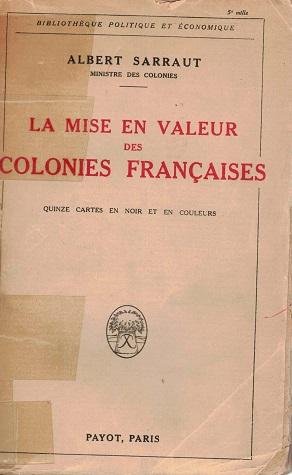 5e mille
BIBLIOTHÈQUE POLITIQUE ET ÉCONOMIQUE
ALBERT SARRAUT
MINISTRE DES COLONIES
LA MISE EN VALEUR
DES
COLONIES FRANÇAISES
QUINZE CARTES EN NOIR ET EN COULEURS
PAYOT, PARIS